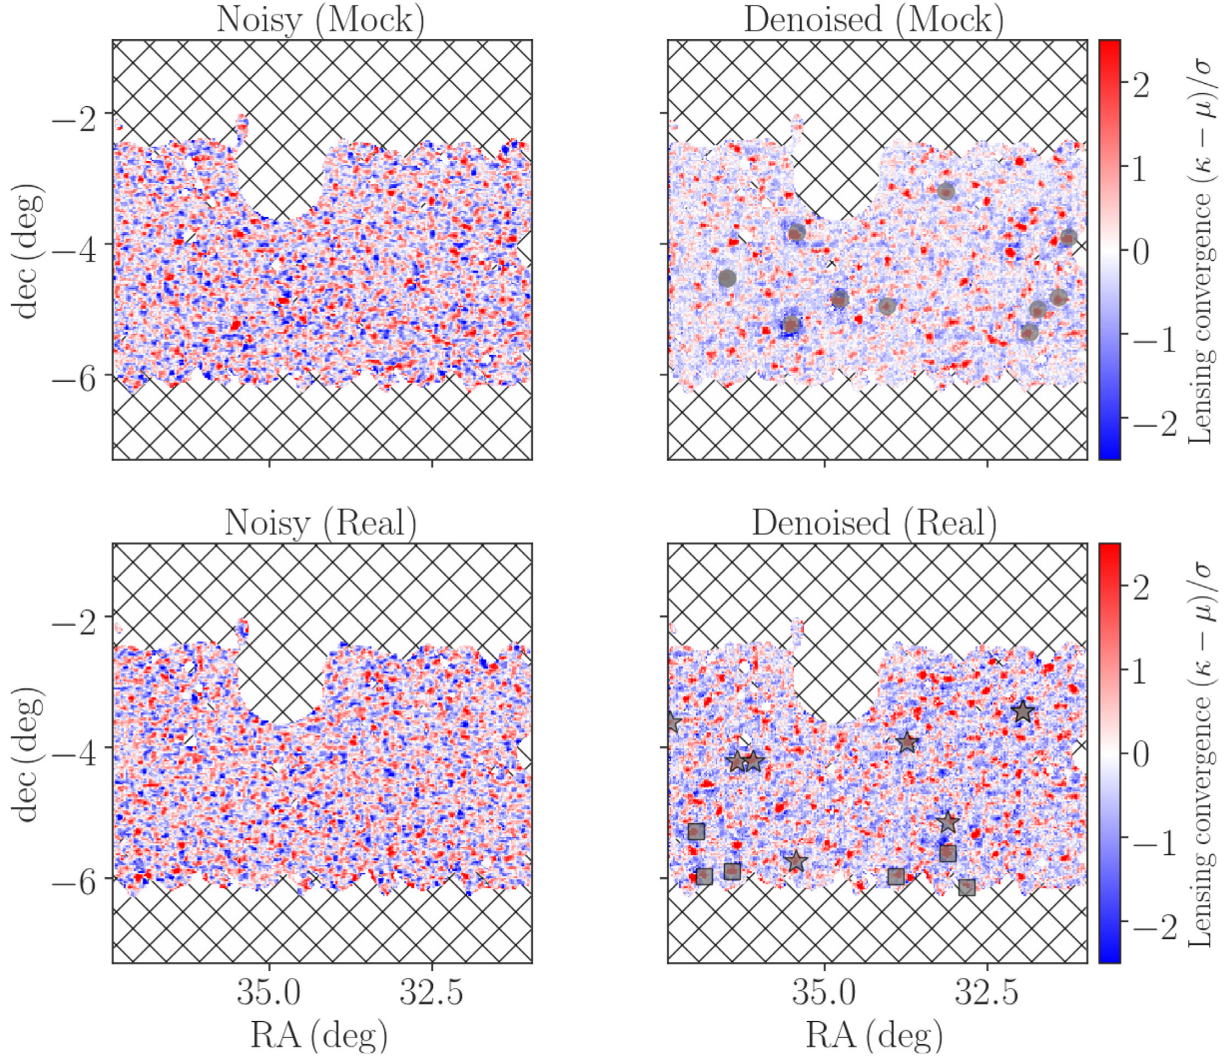 Noisy (Mock)
Denoised (Mock)
−2
−4
−6
dec (deg)
2
1
0
−1
−2
Lensing convergence (κ − μ)/σ
Noisy (Real)
Denoised (Real)
−2
−4
−6
dec (deg)
2
1
0
−1
−2
Lensing convergence (κ − μ)/σ
35.0
32.5
35.0
32.5
RA (deg)
RA (deg)